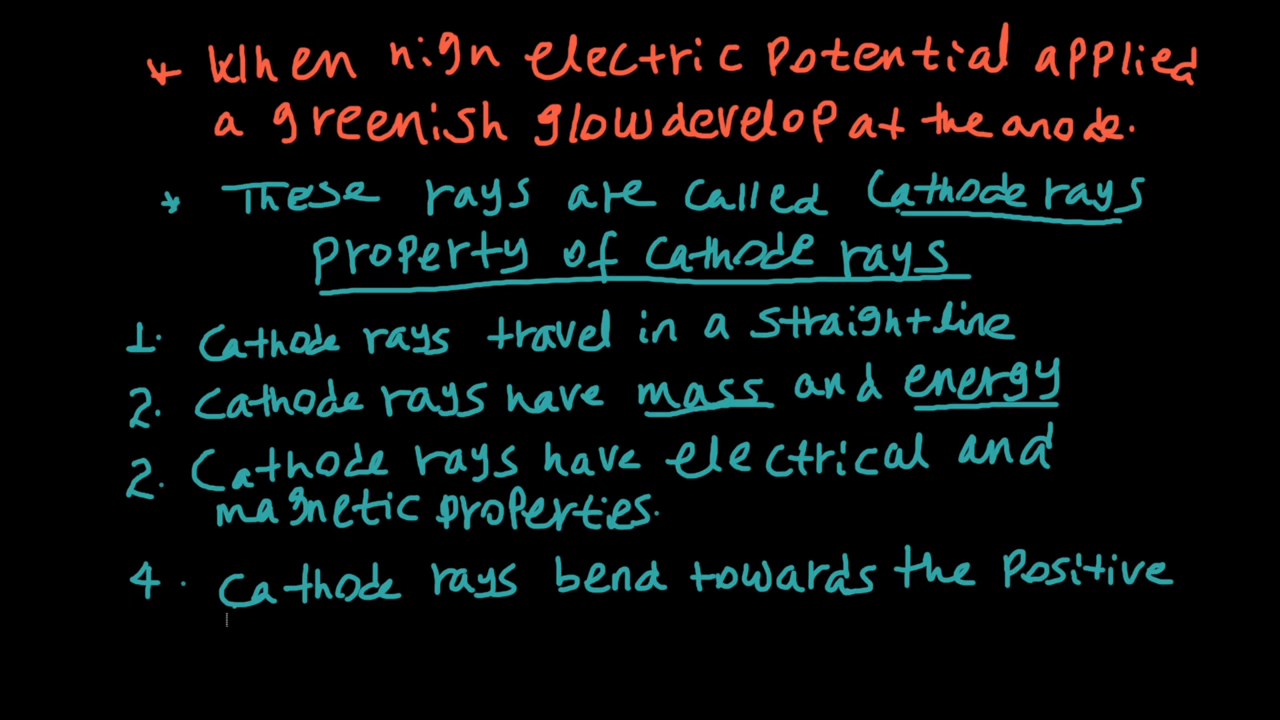 * When nign electric potential applied
a greenish glow develop at the anode.
* These rays are called Cathode rays
property of cathode rays
1. Cathode rays travel in a straight line
2. Cathode rays have mass and energy
2. Cathode rays have electrical and
magnetic properties.
4. Cathode rays bend towards the positive